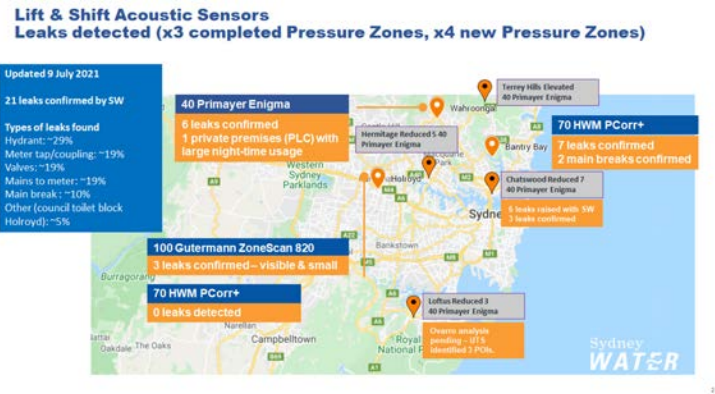 Lift & Shift Acoustic Sensors
Leaks detected (x3 completed Pressure Zones, x4 new Pressure Zones)
Updated 9 July 2021
21 leaks confirmed by SW
Types of leaks found
Hydrant: ~29%
Meter tap/coupling: ~19%
Valves: ~19%
Mains to meter: ~19%
Main break : ~10%
Other (council toilet block
Holroyd): ~5%
40 Primayer Enigma
6 leaks confirmed
1 private premises (PLC) with
large night-time usage
Terrey Hills Elevated
40 Primayer Enigma
Wahroonga
Hermitage Reduced 5 40
Primayer Enigma
70 HWM PCorr+
7 leaks confirmed
2 main breaks confirmed
Bantry Bay
Park
Western
Sydney
Parklands
Holroyd
Chatswood Reduced 7
40 Primayer Enigma
6 leaks raised with SW
3 leaks confirmed
Sydne
100 Gutermann ZoneScan 820
3 leaks confirmed – visible & small
Bankstown
Burragorang
70 HWM PCorr+
0 leaks detected
Loftus Reduced 3
40 Primayer Enigma
Ovarro analysis
pending – UTS
identified 3 POIs.
Narellan
Campbelltown
Oakdale
The Oaks
Royal
National P
Sydney
WATER
2